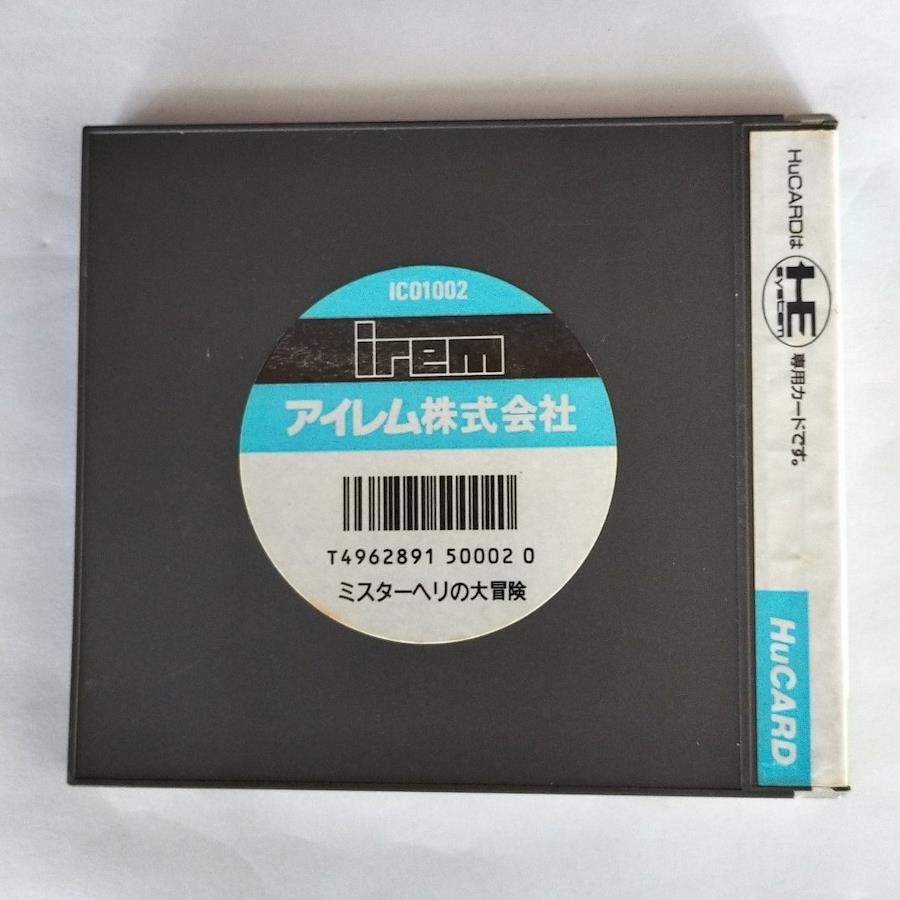 IC01002
irem
アイレム株式会社
T4962891 50002 0
ミスターヘリの大冒険
HuCARDは HE system 専用カードです。
HuCARD